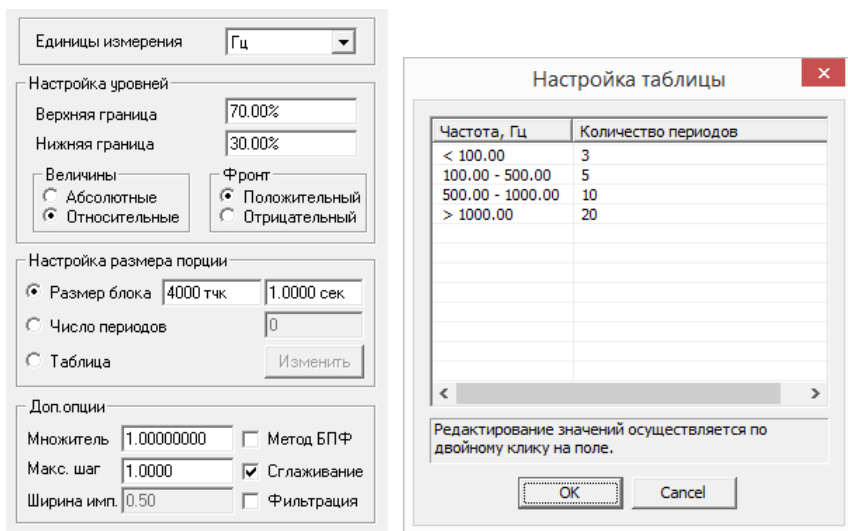 Единицы измерения Гц
Настройка уровней
Верхняя граница 70.00%
Нижняя граница 30.00%
Величины
Абсолютные
Относительные
Фронт
Положительный
Отрицательный
Настройка размера порции
Размер блока 4000 тчк 1.0000 сек
Число периодов 0
Таблица Изменить
Доп.опции
Множитель 1.00000000 Метод БПФ
Макс. шаг 1.0000 Сглаживание
Ширина имп. 0.50 Фильтрация
Настройка таблицы
Частота, Гц Количество периодов
< 100.00 3
100.00 - 500.00 5
500.00 - 1000.00 10
> 1000.00 20
Редактирование значений осуществляется по
двойному клику на поле.
OK Cancel